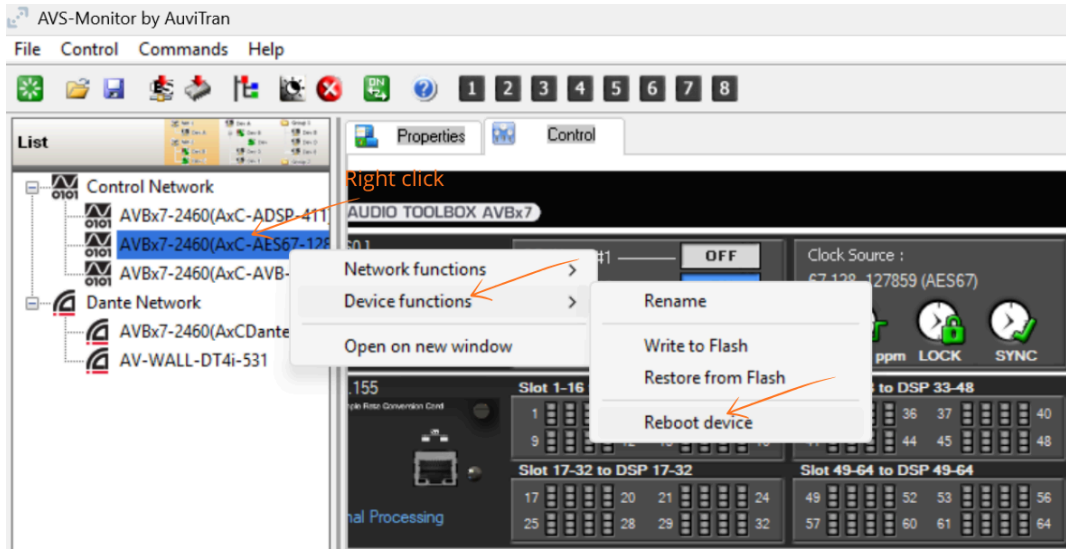 AVS-Monitor by AuviTran
File Control Commands Help
1 2 3 4 5 6 7 8
List
Properties
Control
Control Network
AVBx7-2460(AxC-ADSP-411)
AVBx7-2460(AxC-AES67-128
AVBx7-2460(AxC-AVB-
Dante Network
AVBx7-2460(AxCDante
AV-WALL-DT4i-531
Right click
AUDIO TOOLBOX AVBx7
#1
OFF
Clock Source :
67-128 127859 (AES67)
ppm LOCK SYNC
Network functions
Device functions
Open on new window
Rename
Write to Flash
Restore from Flash
Reboot device
.155
Slot 1-16
to DSP 33-48
1
36 37 40
9
44 45 48
Slot 17-32 to DSP 17-32
Slot 49-64 to DSP 49-64
17 20 21 24
49 52 53 56
25 28 29 32
57 60 61 64
nal Processing